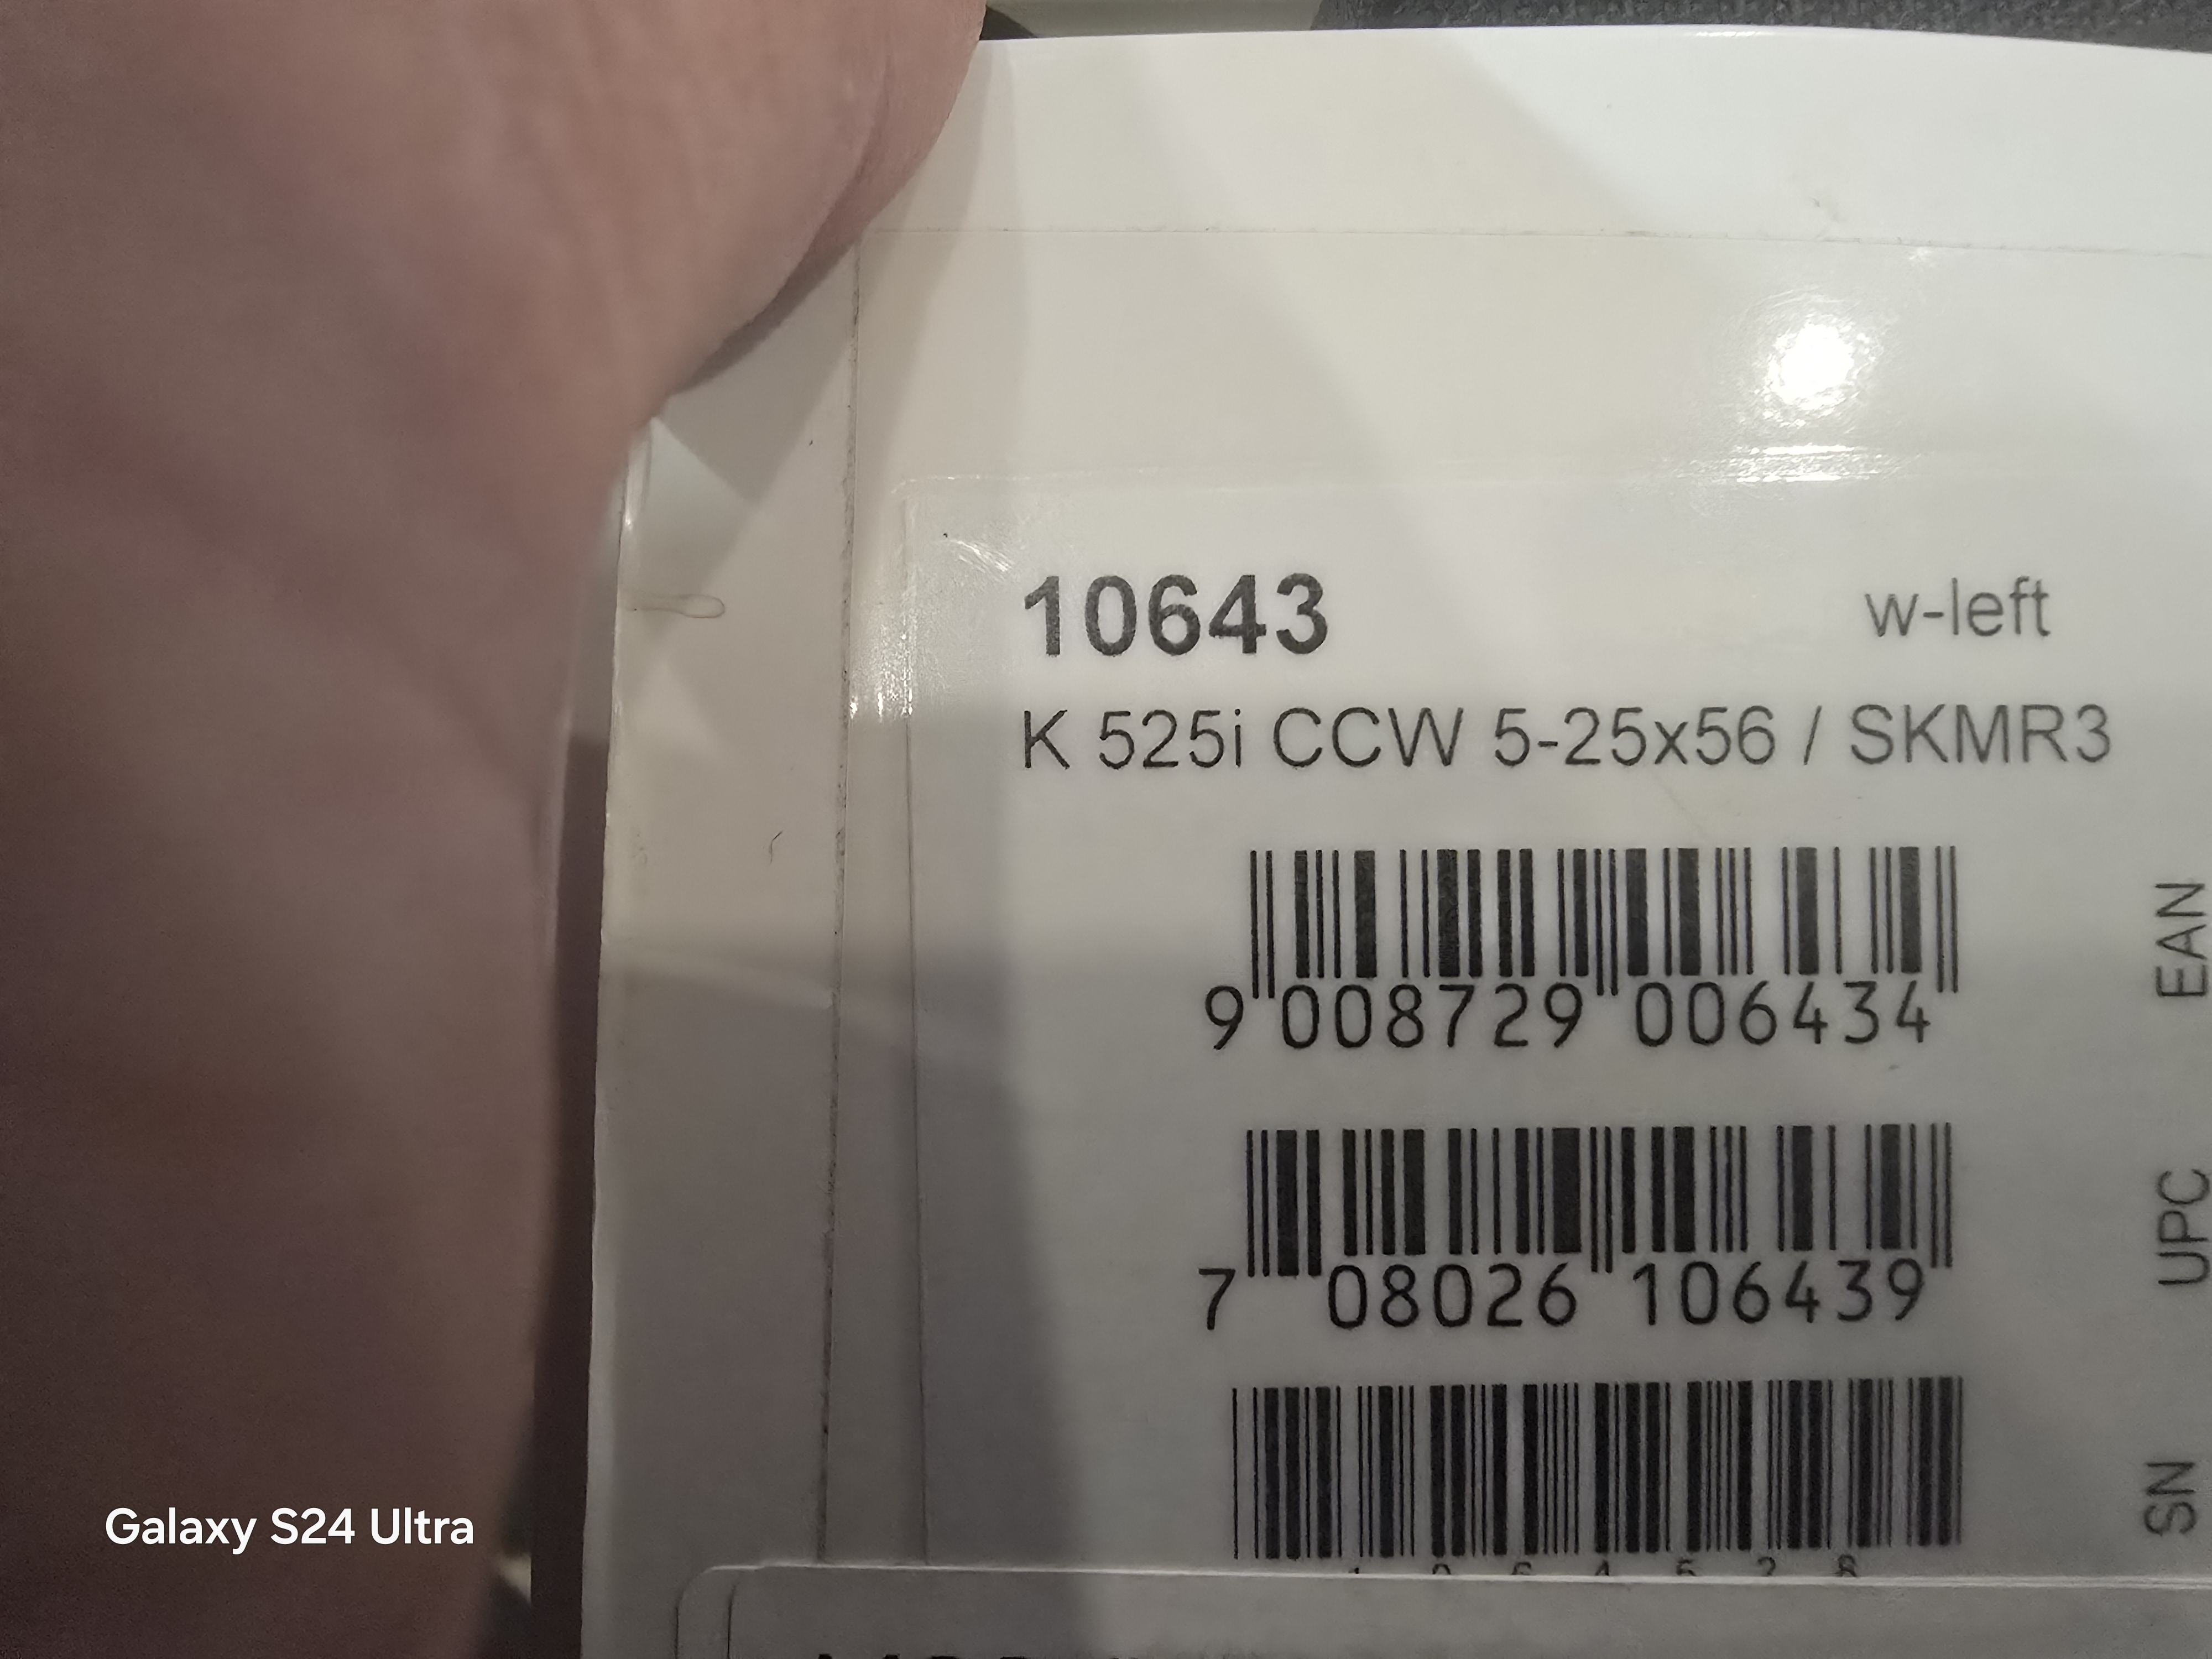 10643 w-left
K 525i CCW 5-25x56 / SKMR3
9 008729 006434
EAN
7 08026 106439
UPC
SN
Galaxy S24 Ultra